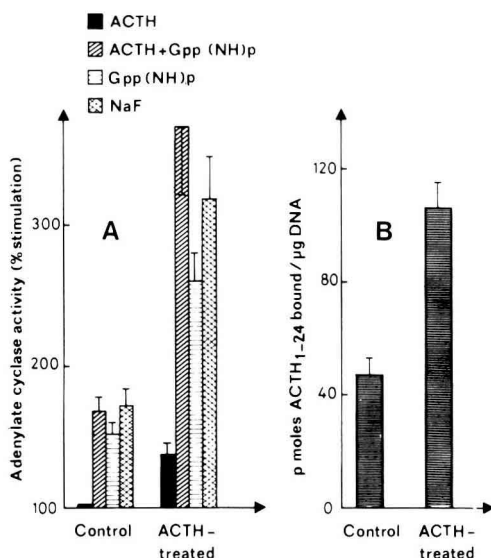 ACTH
ACTH+Gpp (NH)p
Gpp(NH)p
NaF
Adenylate cyclase activity (% stimulation)
300
200
100
A
Control
ACTH-
treated
p moles ACTH1-24 bound/µg DNA
120
80
40
0
B
Control
ACTH-
treated